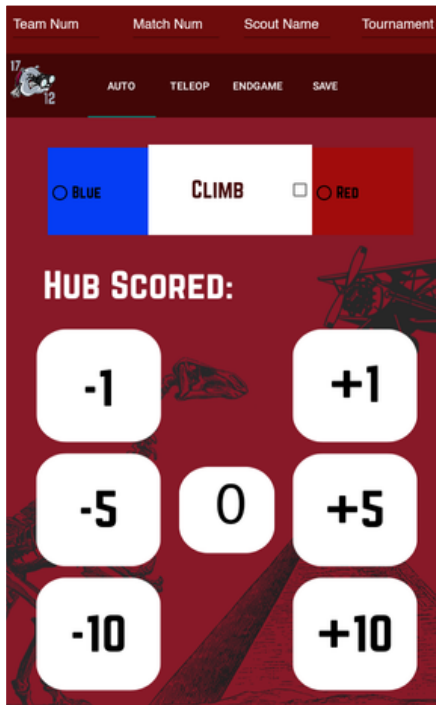 Team Num Match Num Scout Name Tournament
17
12
AUTO TELEOP ENDGAME SAVE
Blue Climb Red
Hub Scored:
-1 +1
-5 0 +5
-10 +10